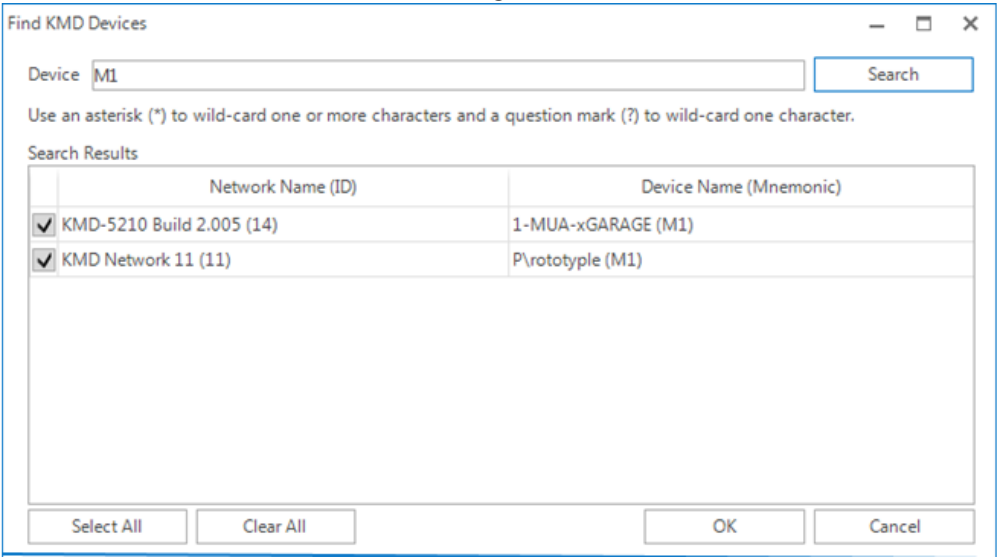 Find KMD Devices
Device M1 Search
Use an asterisk (*) to wild-card one or more characters and a question mark (?) to wild-card one character.
Search Results
Network Name (ID) Device Name (Mnemonic)
KMD-5210 Build 2.005 (14) 1-MUA-xGARAGE (M1)
KMD Network 11 (11) P\rototyple (M1)
Select All Clear All OK Cancel